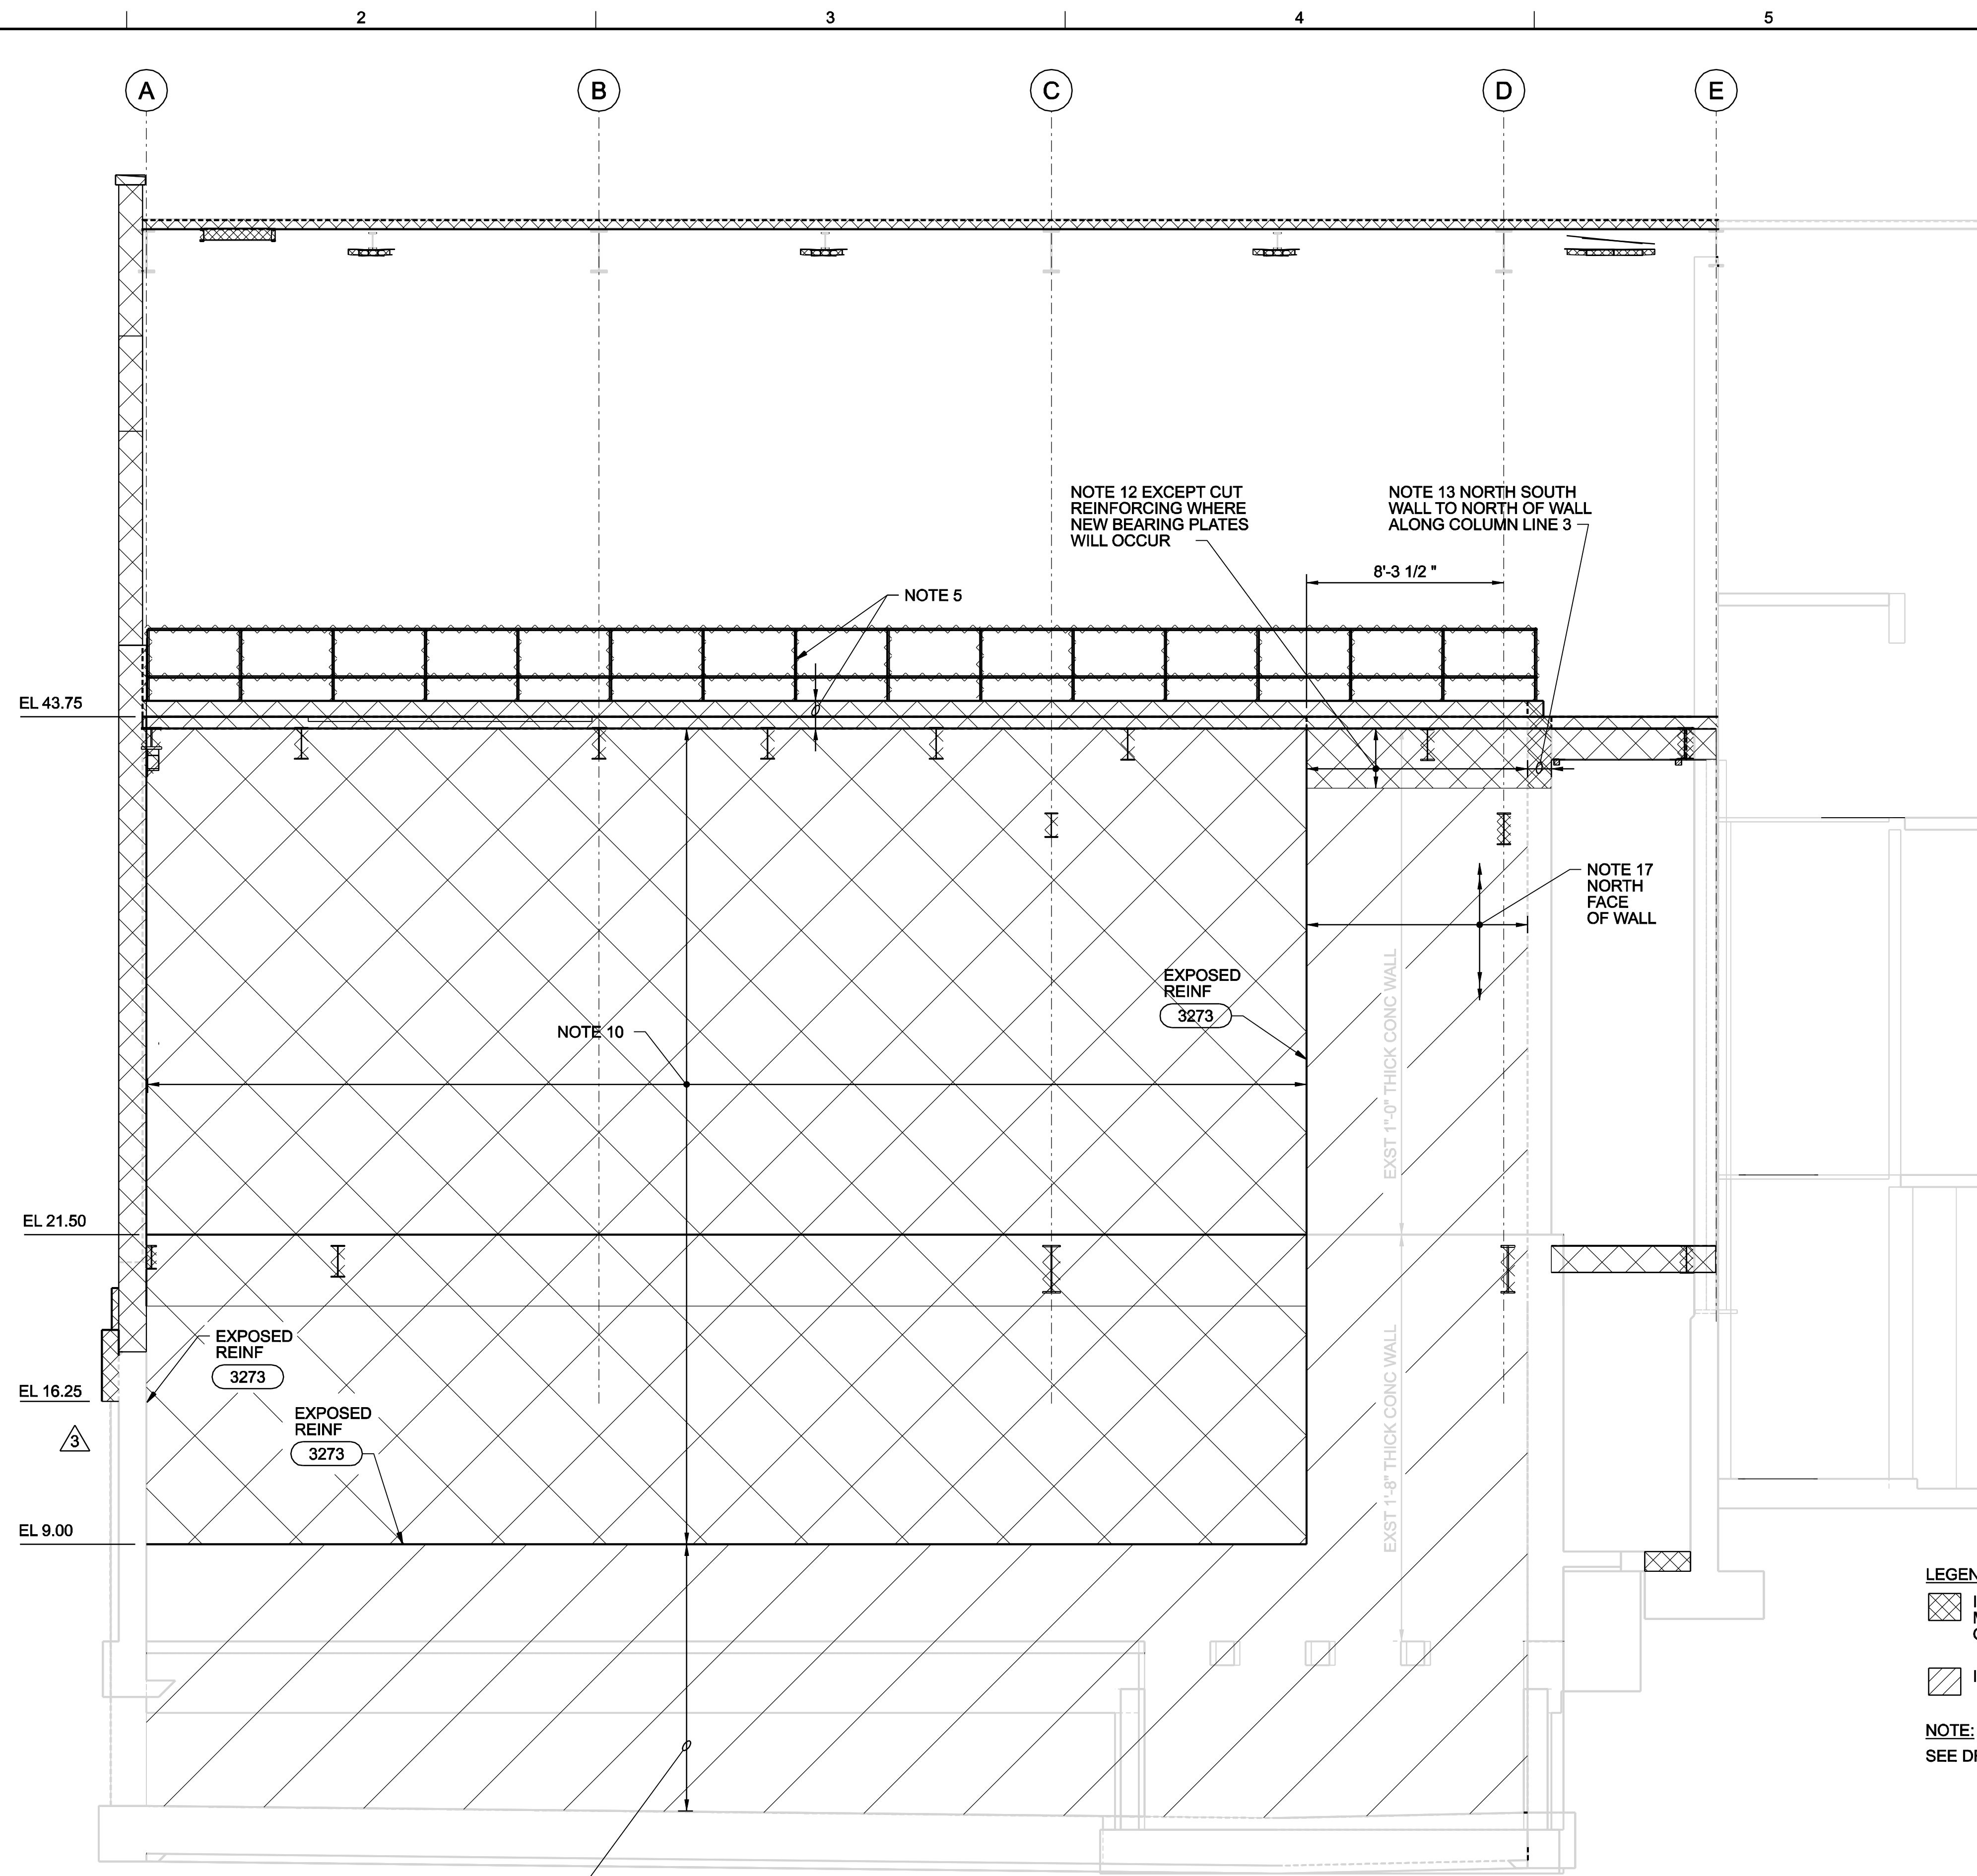 2
3
4
5
A
B
C
D
E
NOTE 12 EXCEPT CUT
REINFORCING WHERE
NEW BEARING PLATES
WILL OCCUR
NOTE 13 NORTH SOUTH
WALL TO NORTH OF WALL
ALONG COLUMN LINE 3
8'-3 1/2 "
NOTE 5
EL 43.75
NOTE 17
NORTH
FACE
OF WALL
EXPOSED
REINF
3273
NOTE 10
EXST 1"-0" THICK CONC WALL
EL 21.50
EXPOSED
REINF
3273
EL 16.25
3
EXPOSED
REINF
3273
EXST 1'-8" THICK CONC WALL
EL 9.00
NOTE: